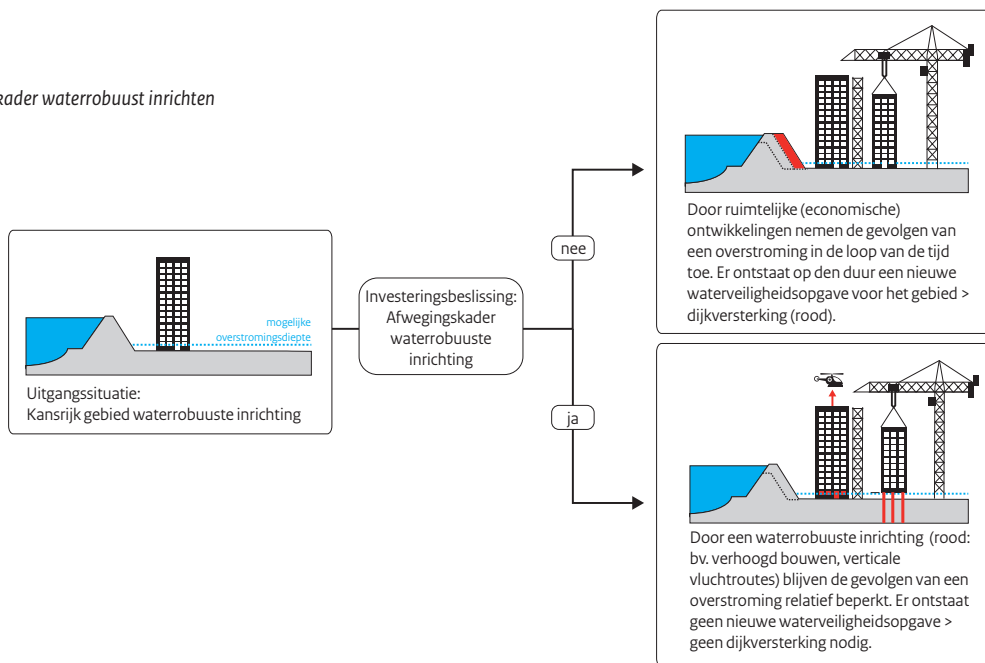 kader waterrobuust inrichten
mogelijke
overstromingsdiepte
Uitgangssituatie:
Kansrijk gebied waterrobuuste inrichting
Investeringsbeslissing:
Afwegingskader
waterrobuuste
inrichting
nee
ja
Door ruimtelijke (economische)
ontwikkelingen nemen de gevolgen van
een overstroming in de loop van de tijd
toe. Er ontstaat op den duur een nieuwe
waterveiligheidsopgave voor het gebied >
dijkversterking (rood).
Door een waterrobuuste inrichting (rood:
bv. verhoogd bouwen, verticale
vluchtroutes) blijven de gevolgen van een
overstroming relatief beperkt. Er ontstaat
geen nieuwe waterveiligheidsopgave >
geen dijkversterking nodig.